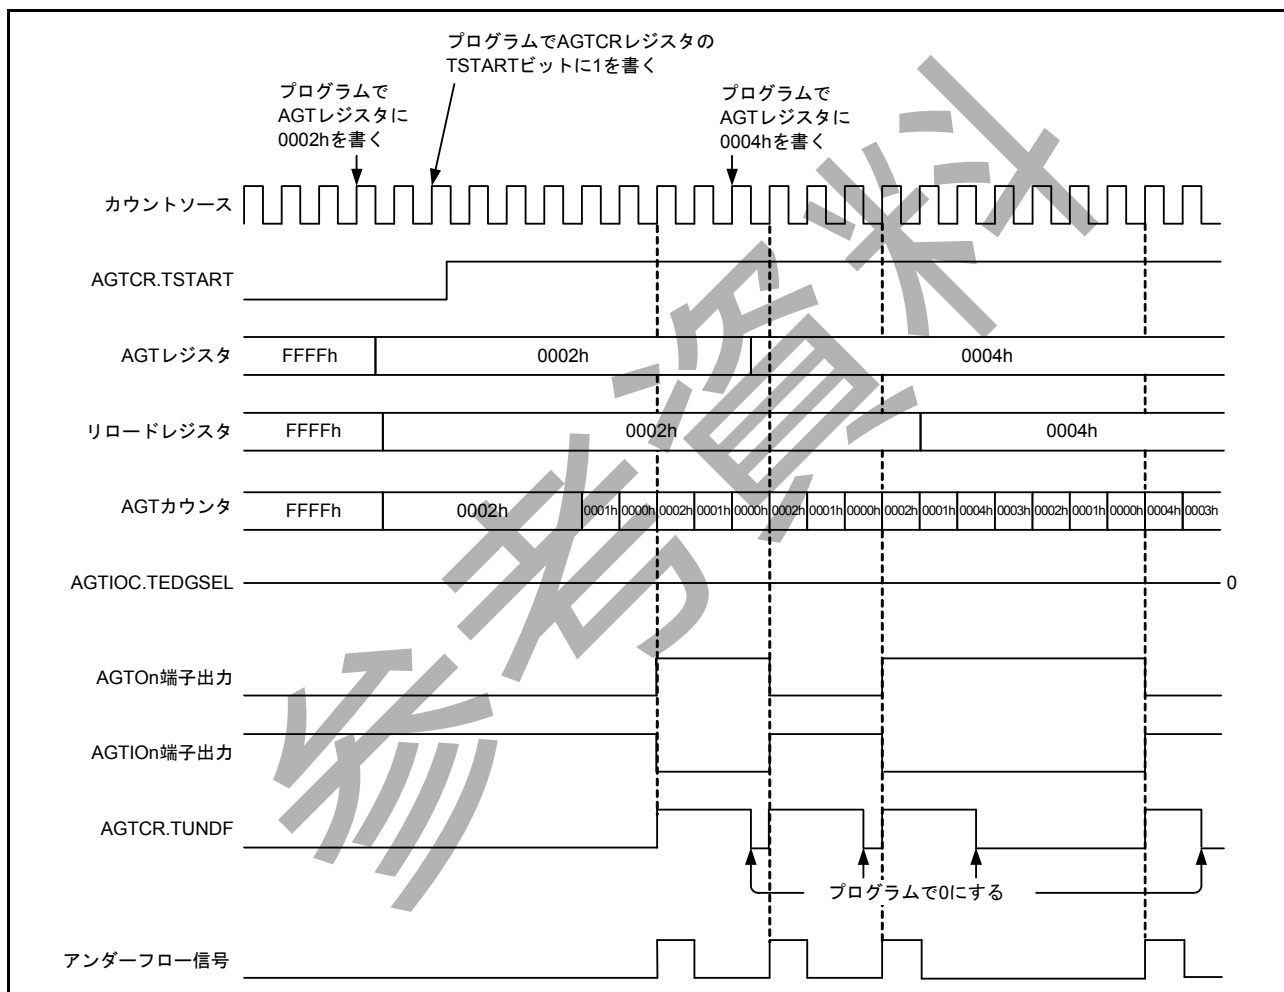 プログラムでAGTCRレジスタの
TSTARTビットに1を書く
プログラムで
AGTレジスタに
0002hを書く
プログラムで
AGTレジスタに
0004hを書く
カウントソース
AGTCR.TSTART
AGTレジスタ
FFFFh
0002h
0004h
リロードレジスタ
FFFFh
0002h
0004h
AGTカウンタ
FFFFh
0002h
0001h
0000h
0002h
0001h
0000h
0002h
0001h
0000h
0002h
0001h
0004h
0003h
0002h
0001h
0000h
0004h
0003h
AGTIOC.TEDGSEL
0
AGTOn端子出力
AGTIOn端子出力
AGTCR.TUNDF
プログラムで0にする
アンダーフロー信号
参考資料